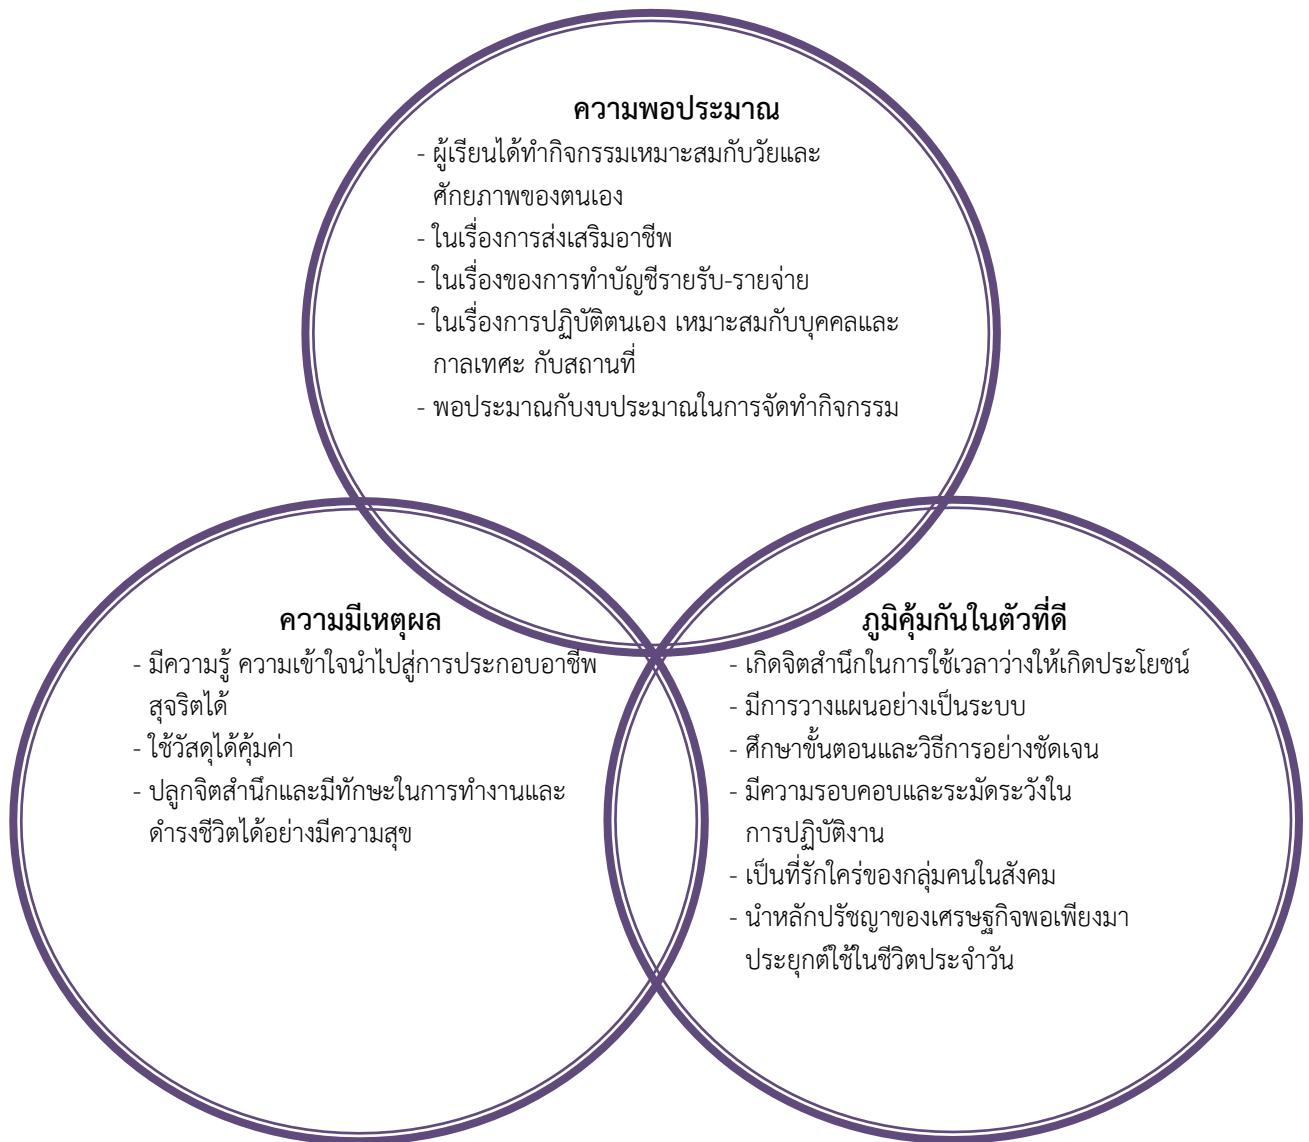 ความพอประมาณ
- ผู้เรียนได้ทำกิจกรรมเหมาะสมกับวัยและ
ศักยภาพของตนเอง
- ในเรื่องการส่งเสริมอาชีพ
- ในเรื่องของการทำบัญชีรายรับ-รายจ่าย
- ในเรื่องการปฏิบัติตนเอง เหมาะสมกับบุคคลและ
กาลเทศะ กับสถานที่
- พอประมาณกับงบประมาณในการจัดทำกิจกรรม
ความมีเหตุผล
- มีความรู้ ความเข้าใจนำไปสู่การประกอบอาชีพ
สุจริตได้
- ใช้วัสดุได้คุ้มค่า
- ปลูกจิตสำนึกและมีทักษะในการทำงานและ
ดำรงชีวิตได้อย่างมีความสุข
ภูมิคุ้มกันในตัวที่ดี
- เกิดจิตสำนึกในการใช้เวลาว่างให้เกิดประโยชน์
- มีการวางแผนอย่างเป็นระบบ
- ศึกษาขั้นตอนและวิธีการอย่างชัดเจน
- มีความรอบคอบและระมัดระวังใน
การปฏิบัติงาน
- เป็นที่รักใคร่ของกลุ่มคนในสังคม
- นำหลักปรัชญาของเศรษฐกิจพอเพียงมา
ประยุกต์ใช้ในชีวิตประจำวัน